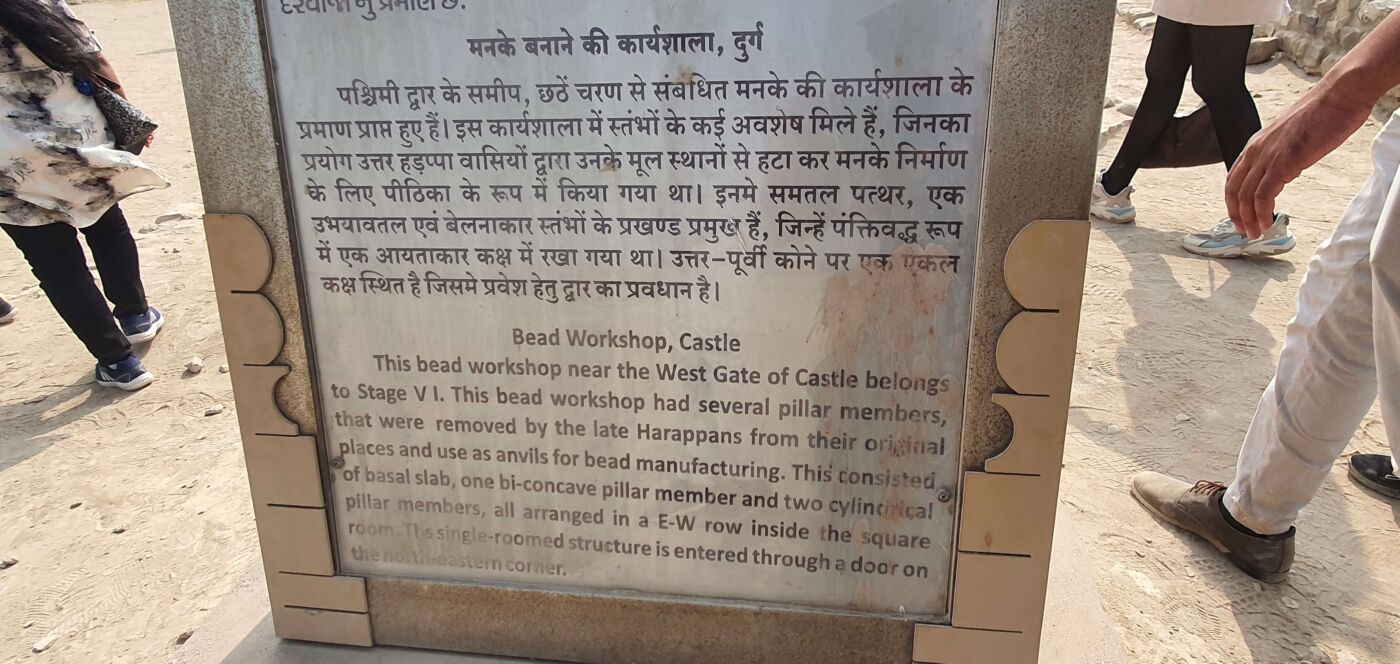 દરવાજાનું પ્રમાણ છે.
मनके बनाने की कार्यशाला, दुर्ग
पश्चिमी द्वार के समीप, छठें चरण से संबधित मनके की कार्यशाला के
प्रमाण प्राप्त हुए हैं। इस कार्यशाला में स्तंभों के कई अवशेष मिले हैं, जिनका
प्रयोग उत्तर हड़प्पा वासियों द्वारा उनके मूल स्थानों से हटा कर मनके निर्माण
के लिए पीठिका के रूप में किया गया था। इनमे समतल पत्थर, एक
उभयावतल एवं बेलनाकार स्तंभों के प्रखण्ड प्रमुख हैं, जिन्हें पंक्तिवद्ध रूप
में एक आयताकार कक्ष में रखा गया था। उत्तर-पूर्वी कोने पर एक एकल
कक्ष स्थित है जिसमे प्रवेश हेतु द्वार का प्रवधान है।
Bead Workshop, Castle
This bead workshop near the West Gate of Castle belongs
to Stage V I. This bead workshop had several pillar members,
that were removed by the late Harappans from their original
places and use as anvils for bead manufacturing. This consisted
of basal slab, one bi-concave pillar member and two cylindrical
pillar members, all arranged in a E-W row inside the square
room. This single-roomed structure is entered through a door on
the north-eastern corner.